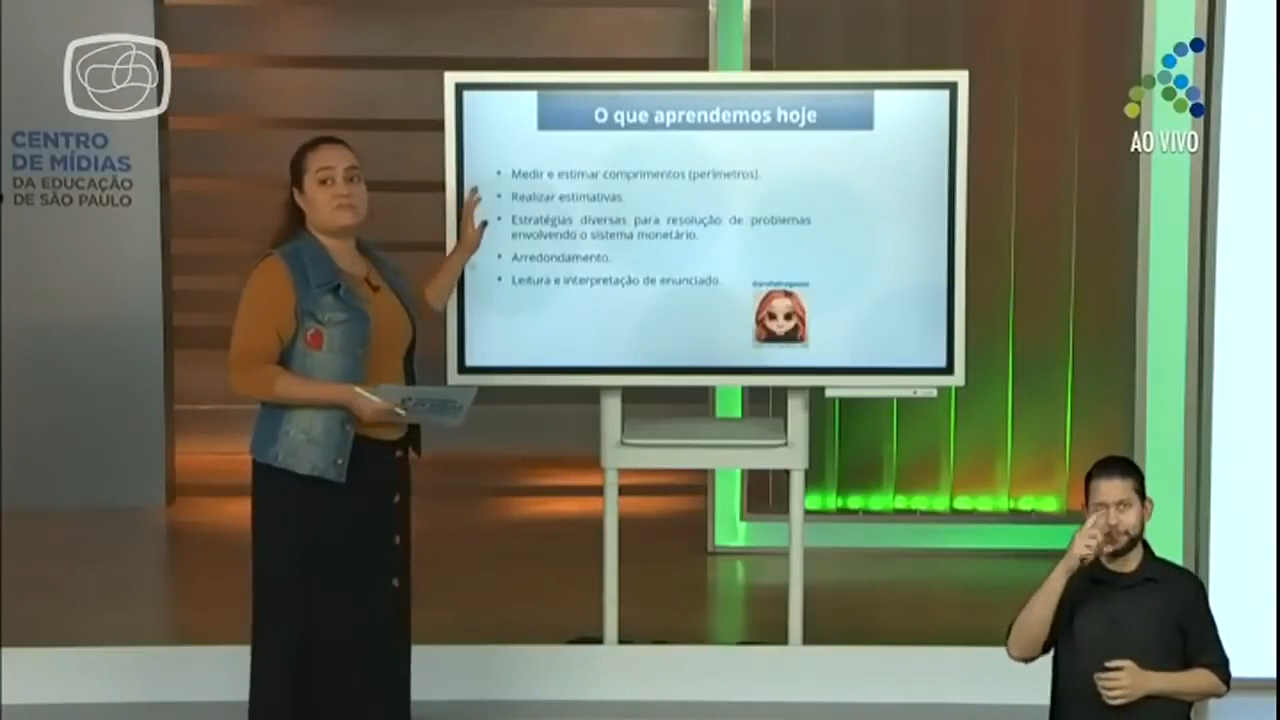 CENTRO
DE MÍDIAS
DA EDUCAÇÃO
DE SÃO PAULO
O que aprendemos hoje
• Medir e estimar comprimentos (perímetros).
• Realizar estimativas.
• Estratégias diversas para resolução de problemas
envolvendo o sistema monetário.
• Arredondamento.
• Leitura e interpretação de enunciado.
AO VIVO